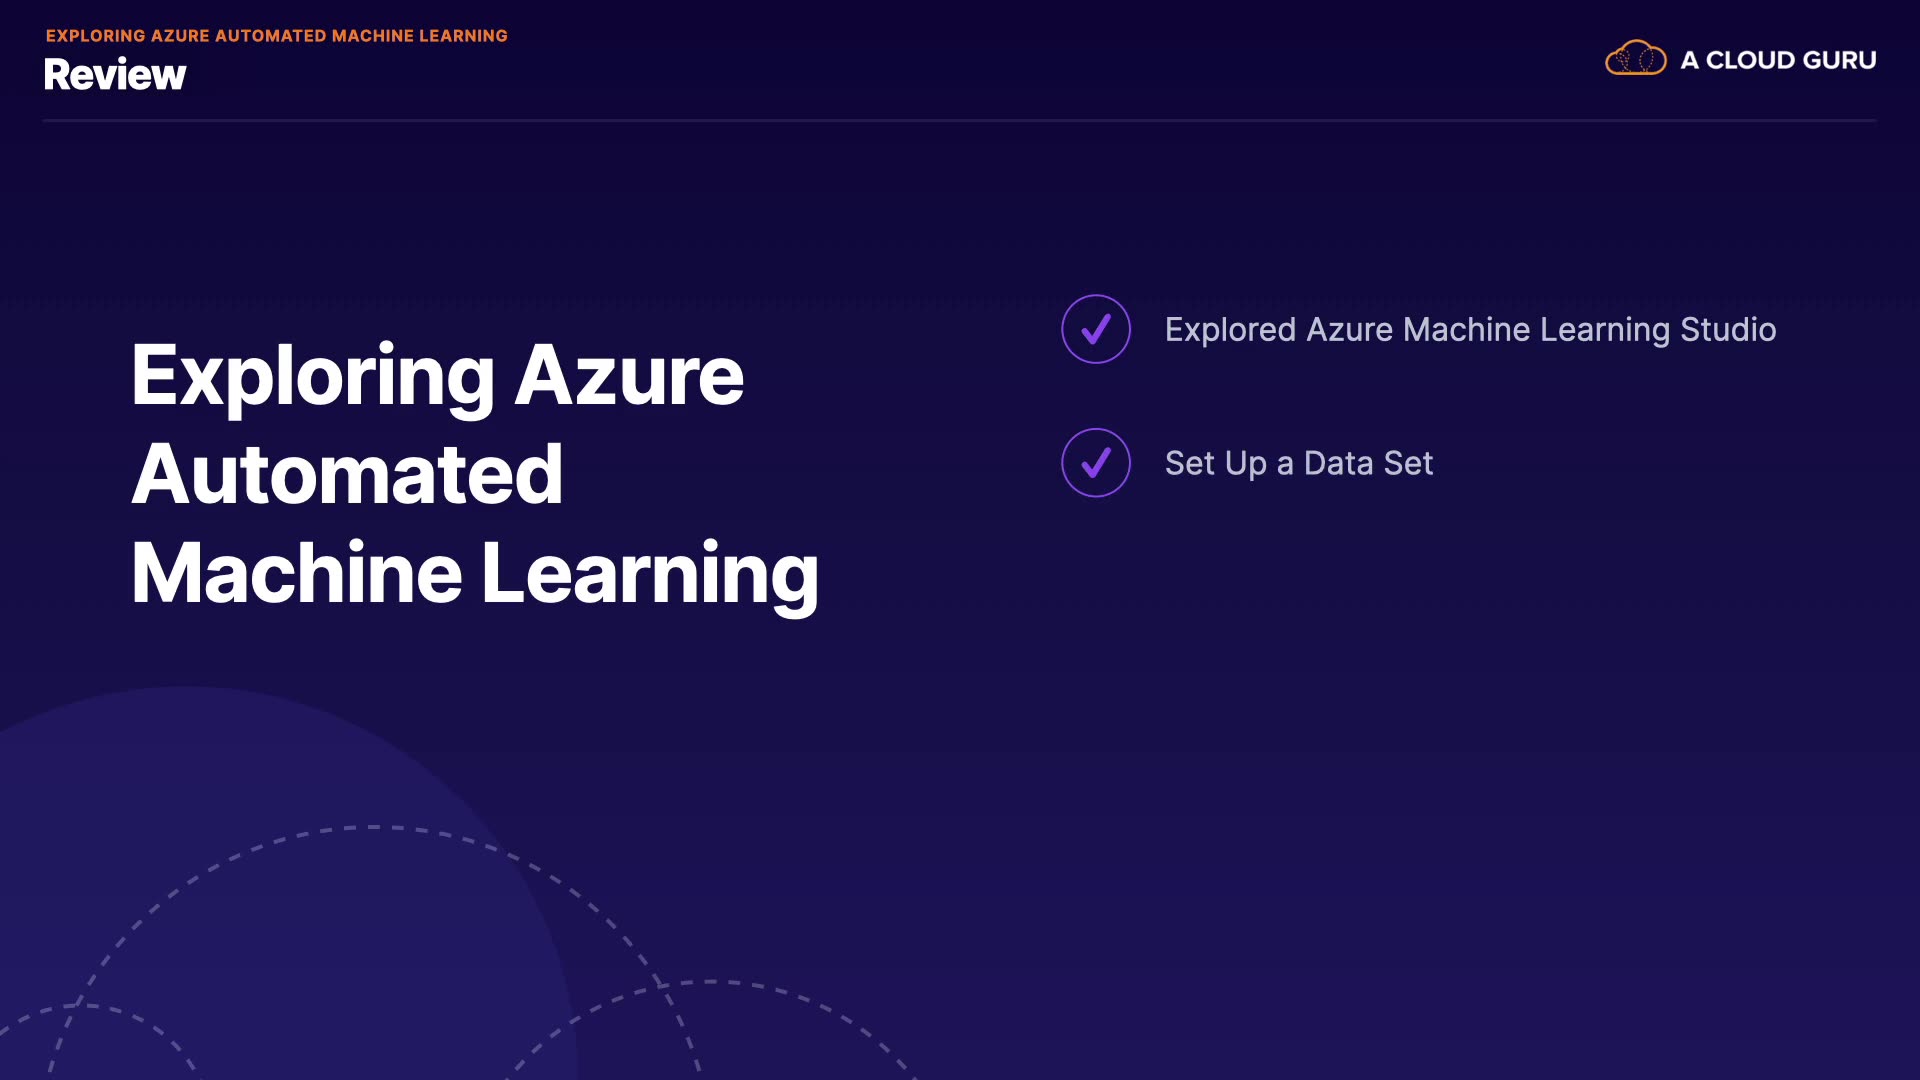 EXPLORING AZURE AUTOMATED MACHINE LEARNING
Review
A CLOUD GURU
Exploring Azure
Automated
Machine Learning
Explored Azure Machine Learning Studio
Set Up a Data Set